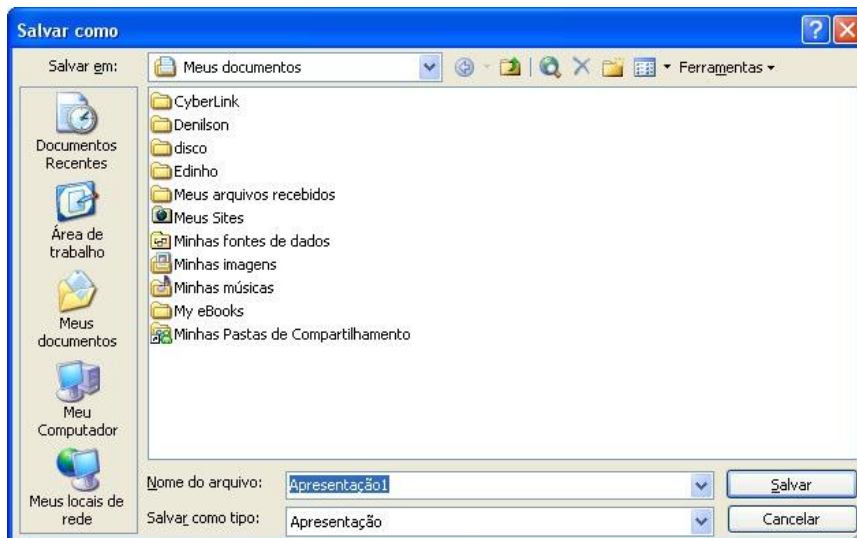 Salvar como
Salvar em:
Meus documentos
Ferramentas
Documentos
Recentes
Área de
trabalho
Meus
documentos
Meu
Computador
Meus locais de
rede
CyberLink
Denilson
disco
Edinho
Meus arquivos recebidos
Meus Sites
Minhas fontes de dados
Minhas imagens
Minhas músicas
My eBooks
Minhas Pastas de Compartilhamento
Nome do arquivo:
Apresentação1
Salvar
Salvar como tipo:
Apresentação
Cancelar